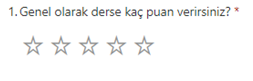 1. Genel olarak derse kaç puan verirsiniz? *